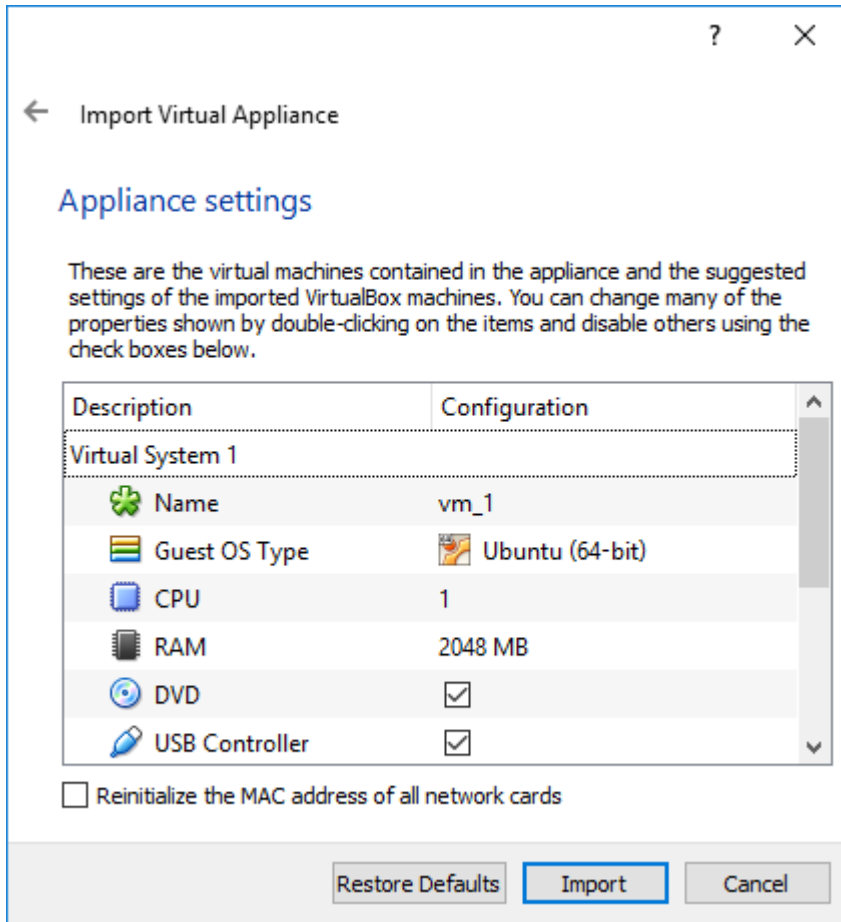 ?
Import Virtual Appliance
Appliance settings
These are the virtual machines contained in the appliance and the suggested
settings of the imported VirtualBox machines. You can change many of the
properties shown by double-clicking on the items and disable others using the
check boxes below.
Description Configuration
Virtual System 1
Name vm_1
Guest OS Type Ubuntu (64-bit)
CPU 1
RAM 2048 MB
DVD
USB Controller
Reinitialize the MAC address of all network cards
Restore Defaults Import Cancel